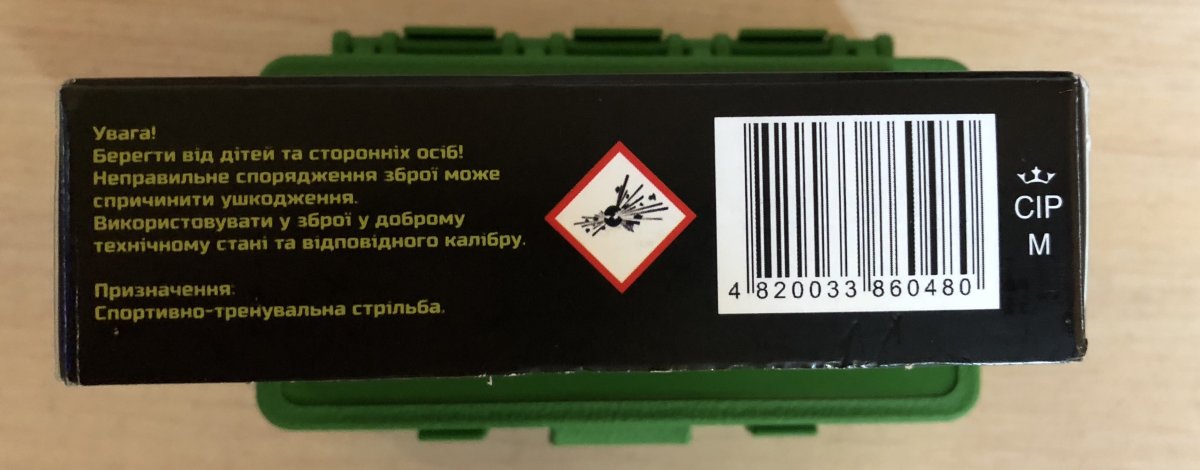 Увага!
Берегти від дітей та сторонніх осіб!
Неправильне спорядження зброї може
спричинити ушкодження.
Використовувати у зброї у доброму
технічному стані та відповідного калібру.
Призначення:
Спортивно-тренувальна стрільба.
4 820033 860480
CIP
M